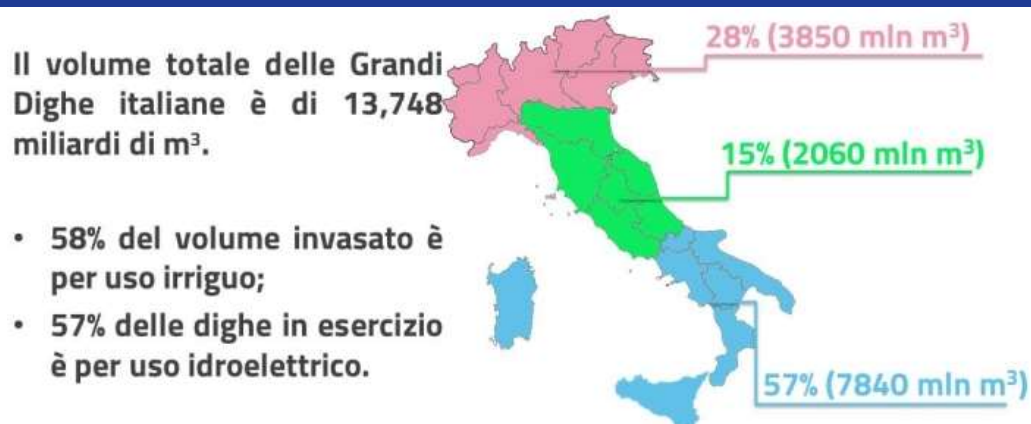 Il volume totale delle Grandi
Dighe italiane è di 13,748
miliardi di m³.
• 58% del volume invasato è
per uso irriguo;
• 57% delle dighe in esercizio
è per uso idroelettrico.
28% (3850 mln m³)
15% (2060 mln m³)
57% (7840 mln m³)